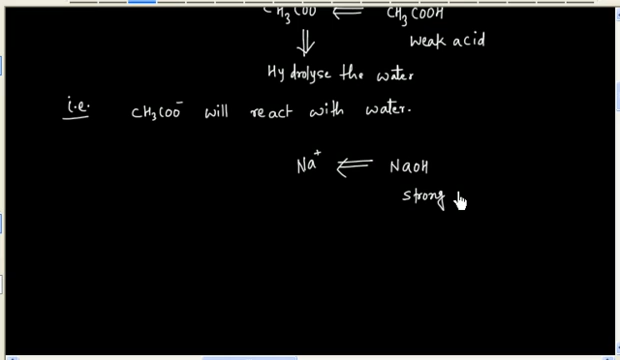 CH3COO ⇐ CH3COOH
weak acid
⇓
Hydrolyse the water
i.e. CH3COO⁻ will react with water.
Na⁺ ⇐ NaOH
strong